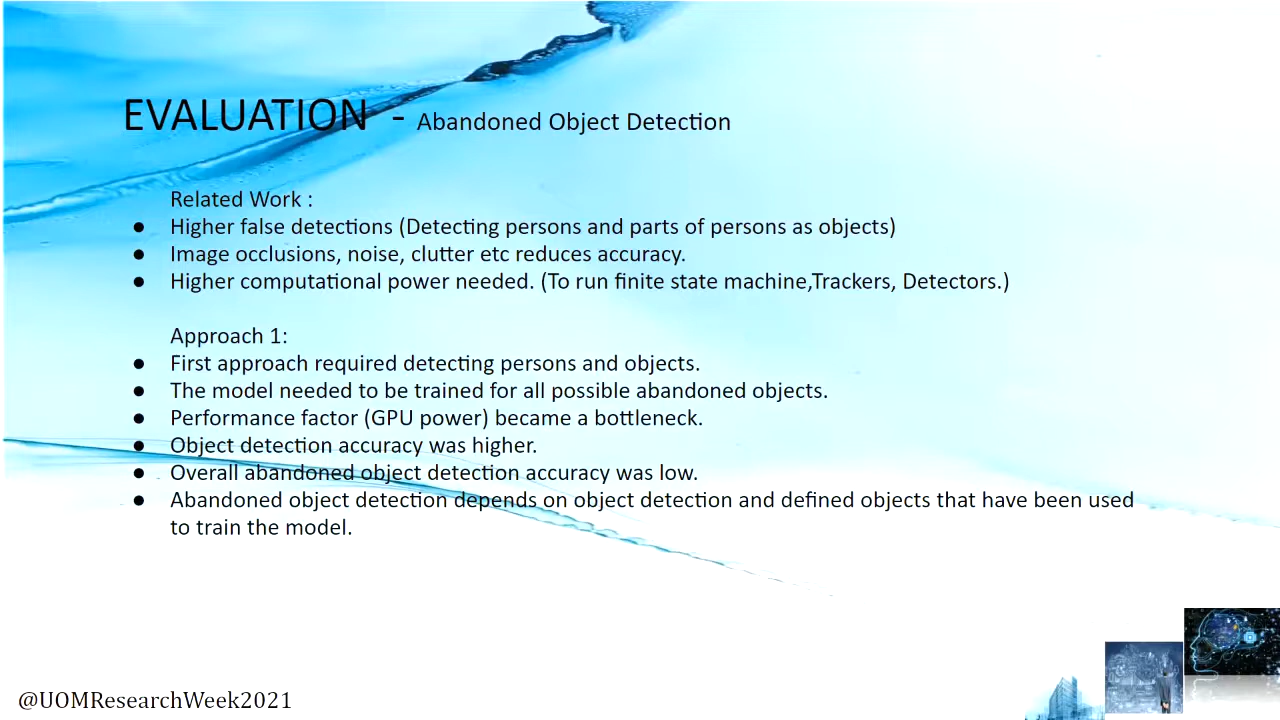 EVALUATION - Abandoned Object Detection
Related Work :
● Higher false detections (Detecting persons and parts of persons as objects)
● Image occlusions, noise, clutter etc reduces accuracy.
● Higher computational power needed. (To run finite state machine,Trackers, Detectors.)
Approach 1:
● First approach required detecting persons and objects.
● The model needed to be trained for all possible abandoned objects.
● Performance factor (GPU power) became a bottleneck.
● Object detection accuracy was higher.
● Overall abandoned object detection accuracy was low.
● Abandoned object detection depends on object detection and defined objects that have been used
to train the model.
@UOMResearchWeek2021